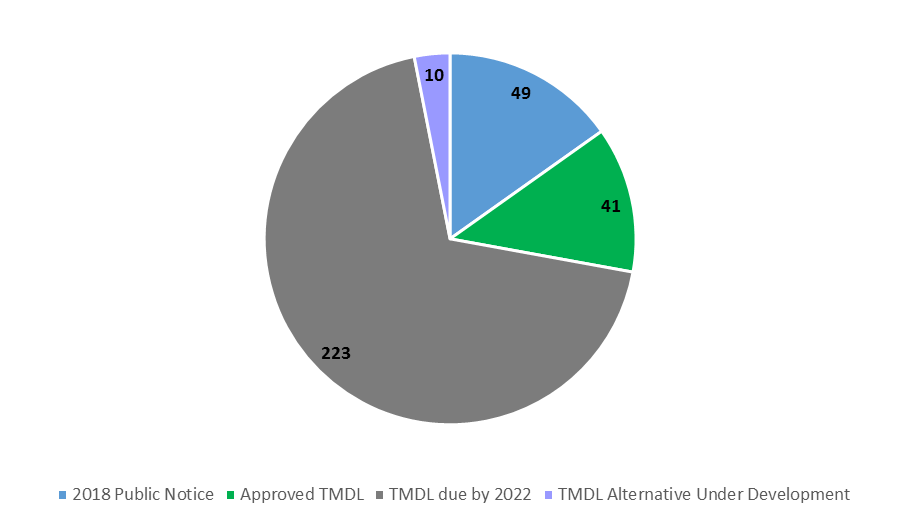 10
49
41
223
2018 Public Notice Approved TMDL TMDL due by 2022 TMDL Alternative Under Development